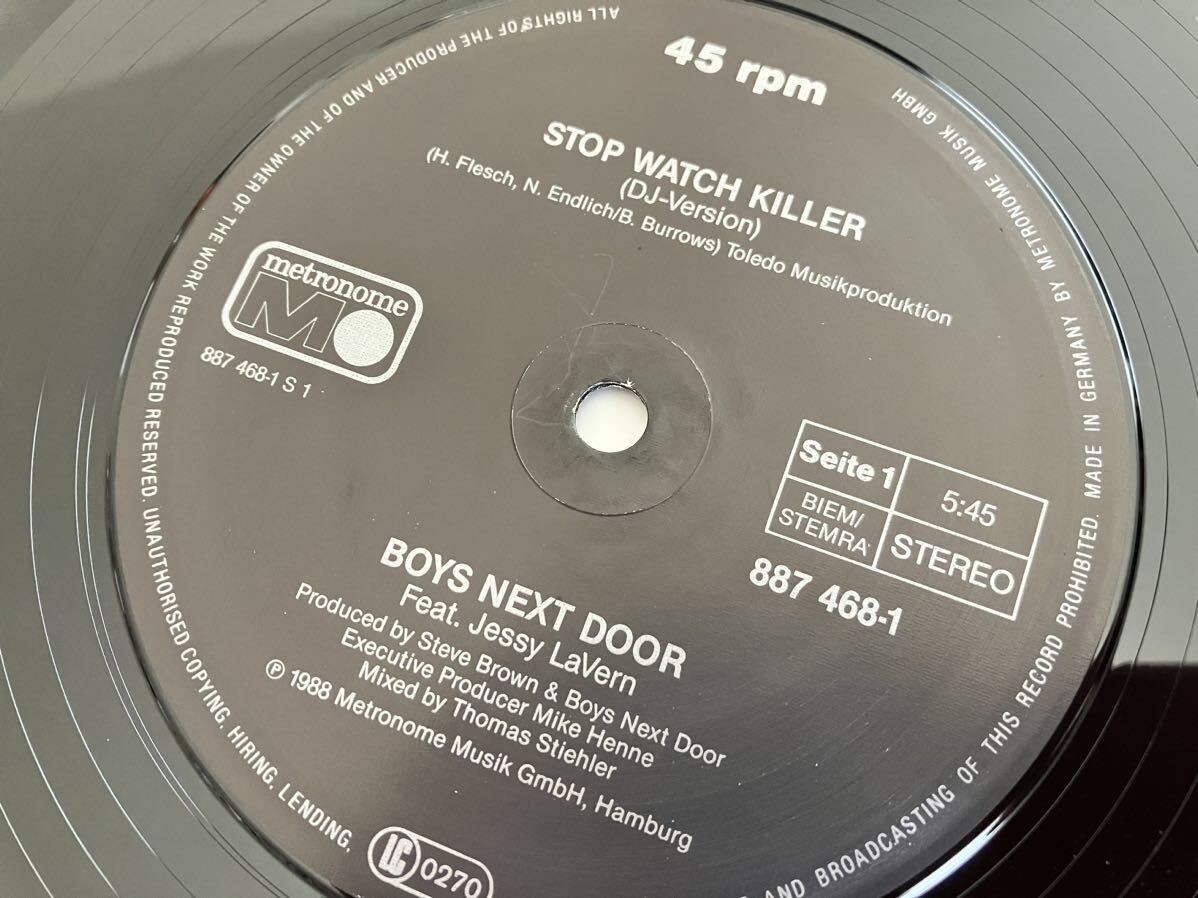 45 rpm
STOP WATCH KILLER
(DJ-Version)
(H. Flesch, N. Endlich/B. Burrows) Toledo Musikproduktion
metronome
M
887 468-1 S 1
Seite 1
5:45
BIEM/
STEMRA
STEREO
887 468-1
BOYS NEXT DOOR
Feat. Jessy LaVern
Produced by Steve Brown & Boys Next Door
Executive Producer Mike Henne
Mixed by Thomas Stiehler
℗ 1988 Metronome Musik GmbH, Hamburg
LC 0270
ALL RIGHTS OF THE PRODUCER AND OF THE OWNER OF THE WORK REPRODUCED RESERVED. UNAUTHORISED COPYING, HIRING, LENDING,
AND BROADCASTING OF THIS RECORD PROHIBITED. MADE IN GERMANY BY METRONOME MUSIK GMBH